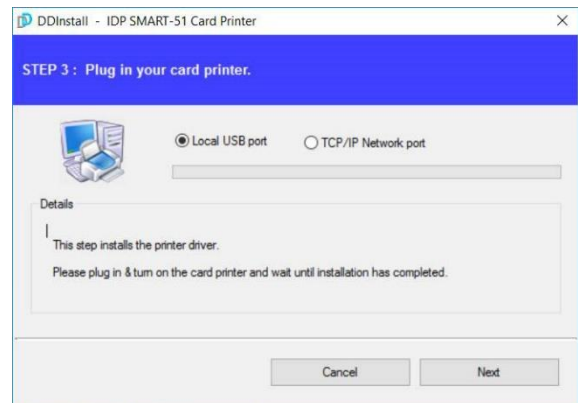 DDInstall - IDP SMART-51 Card Printer
STEP 3 : Plug in your card printer.
Local USB port
TCP/IP Network port
Details
This step installs the printer driver.
Please plug in & turn on the card printer and wait until installation has completed.
Cancel
Next